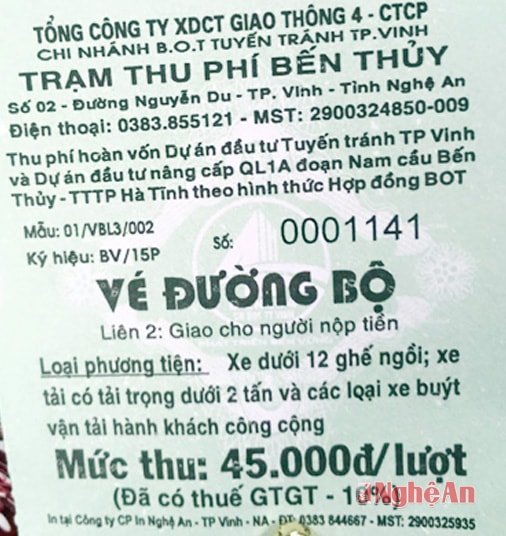 TỔNG CÔNG TY XDCT GIAO THÔNG 4 - CTCP
CHI NHÁNH B.O.T TUYẾN TRÁNH TP.VINH
TRẠM THU PHÍ BẾN THỦY
Số 02 - Đường Nguyễn Du - TP. Vinh - Tỉnh Nghệ An
Điện thoại: 0383.855121 - MST: 2900324850-009
Thu phí hoàn vốn Dự án đầu tư Tuyến tránh TP Vinh
và Dự án đầu tư nâng cấp QL1A đoạn Nam cầu Bến
Thủy - TTTP Hà Tĩnh theo hình thức Hợp đồng BOT
Mẫu: 01/VBL3/002
Ký hiệu: BV/15P
Số: 0001141
VÉ ĐƯỜNG BỘ
Liên 2: Giao cho người nộp tiền
Loại phương tiện: Xe dưới 12 ghế ngồi; xe
tải có tải trọng dưới 2 tấn và các loại xe buýt
vận tải hành khách công cộng
Mức thu: 45.000đ/lượt
(Đã có thuế GTGT - 10%)
NghệAn
In tại Công ty CP In Nghệ An - TP Vinh - NA - ĐT: 0383 844667 - MST: 2900325935